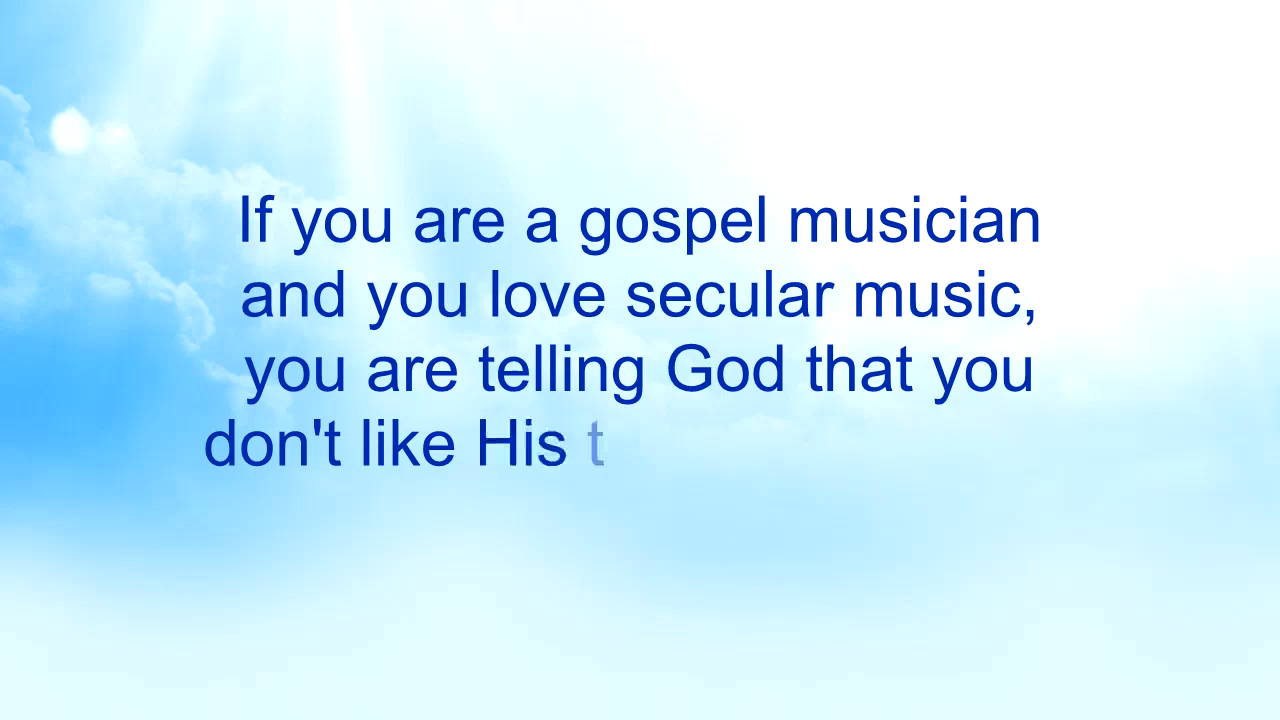 If you are a gospel musician
and you love secular music,
you are telling God that you
don't like His t